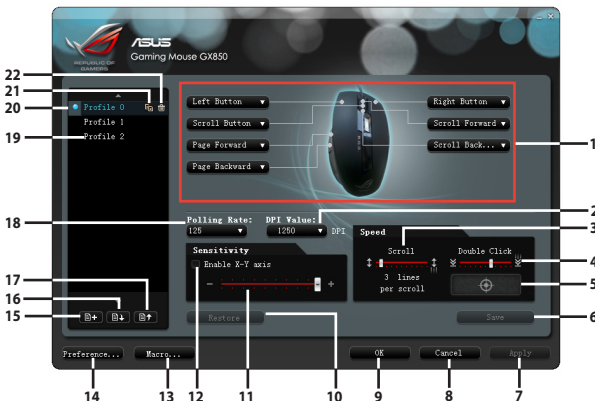 REPUBLIC OF
GAMERS
ASUS
Gaming Mouse GX850
22
21
20
19
Profile 0
Profile 1
Profile 2
Left Button
Scroll Button
Page Forward
Page Backward
Right Button
Scroll Forward
Scroll Back...
1
18
Polling Rate:
125
DPI Value:
1250
DPI
2
Sensitivity
Enable X-Y axis
- +
Speed
Scroll
3 lines
per scroll
Double Click
3
4
5
17
16
15
Restore
Save
6
Preference...
Macro...
OK
Cancel
Apply
14
13
12
11
10
9
8
7